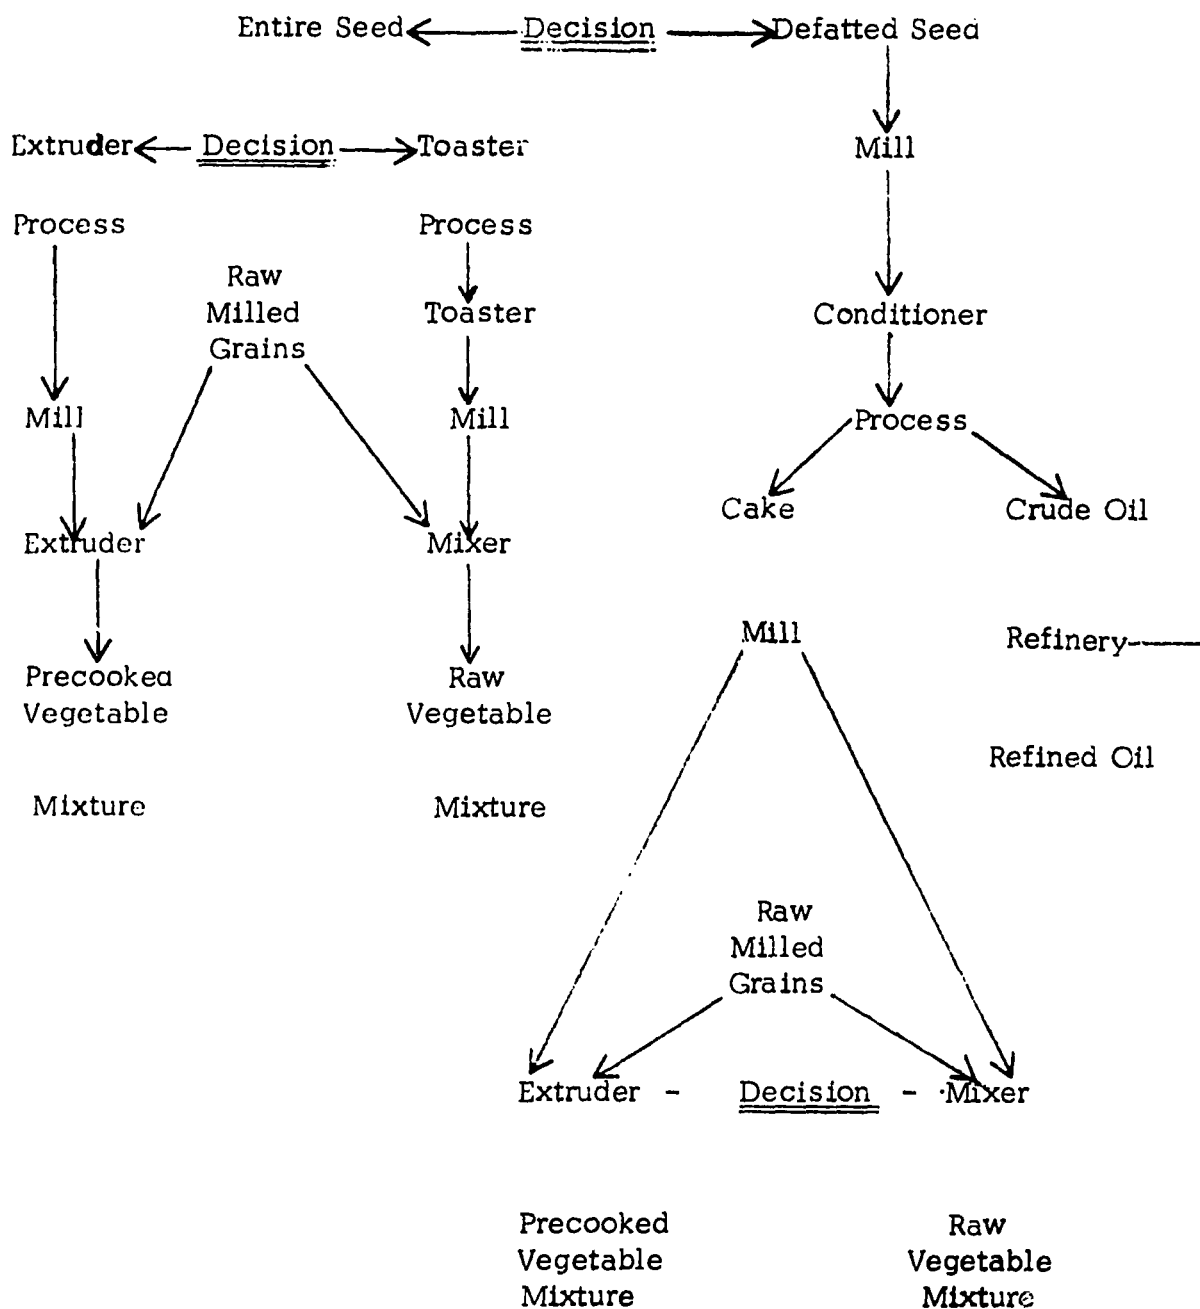 Entire Seed Decision Defatted Seed
Extruder Decision Toaster
Mill
Process
Process
Raw
Milled
Grains
Toaster
Conditioner
Mill
Mill
Process
Cake
Crude Oil
Extruder
Mixer
Mill
Refinery
Precooked
Vegetable
Raw
Vegetable
Refined Oil
Mixture
Mixture
Raw
Milled
Grains
Extruder - Decision - Mixer
Precooked
Vegetable
Mixture
Raw
Vegetable
Mixture